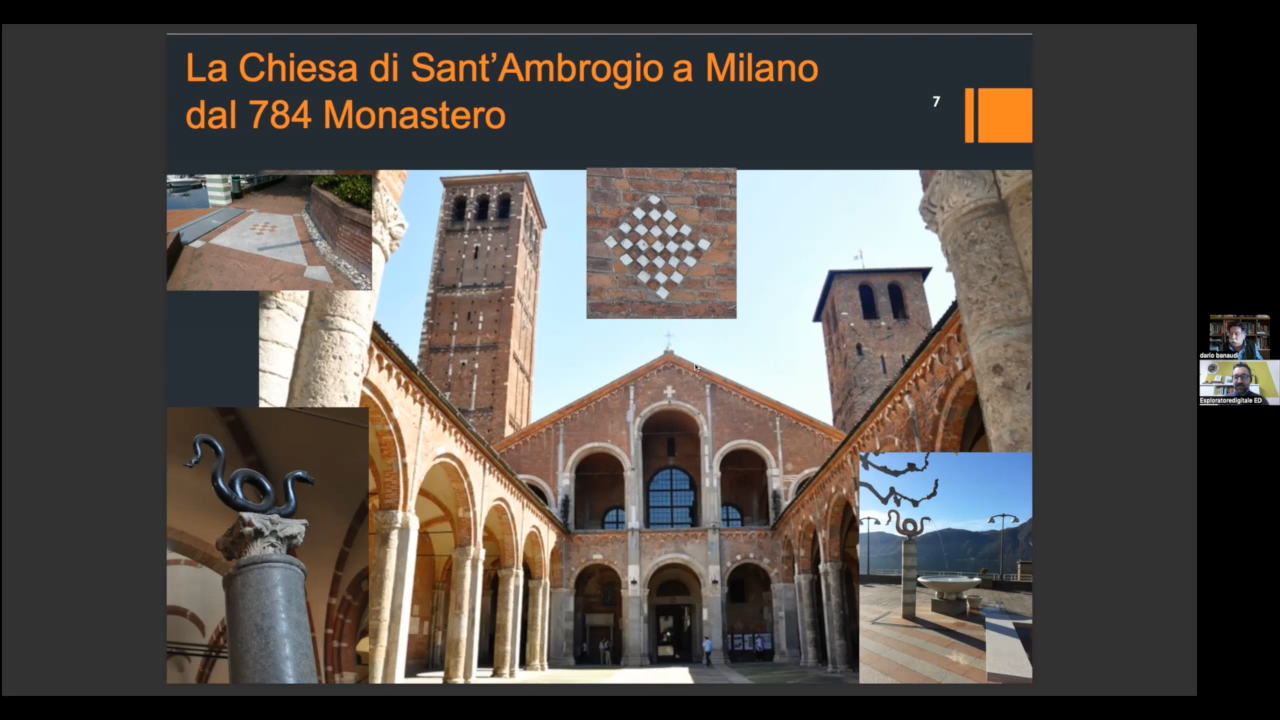 La Chiesa di Sant’Ambrogio a Milano
dal 784 Monastero
7
dario banaudi
Esploratoredigitale ED